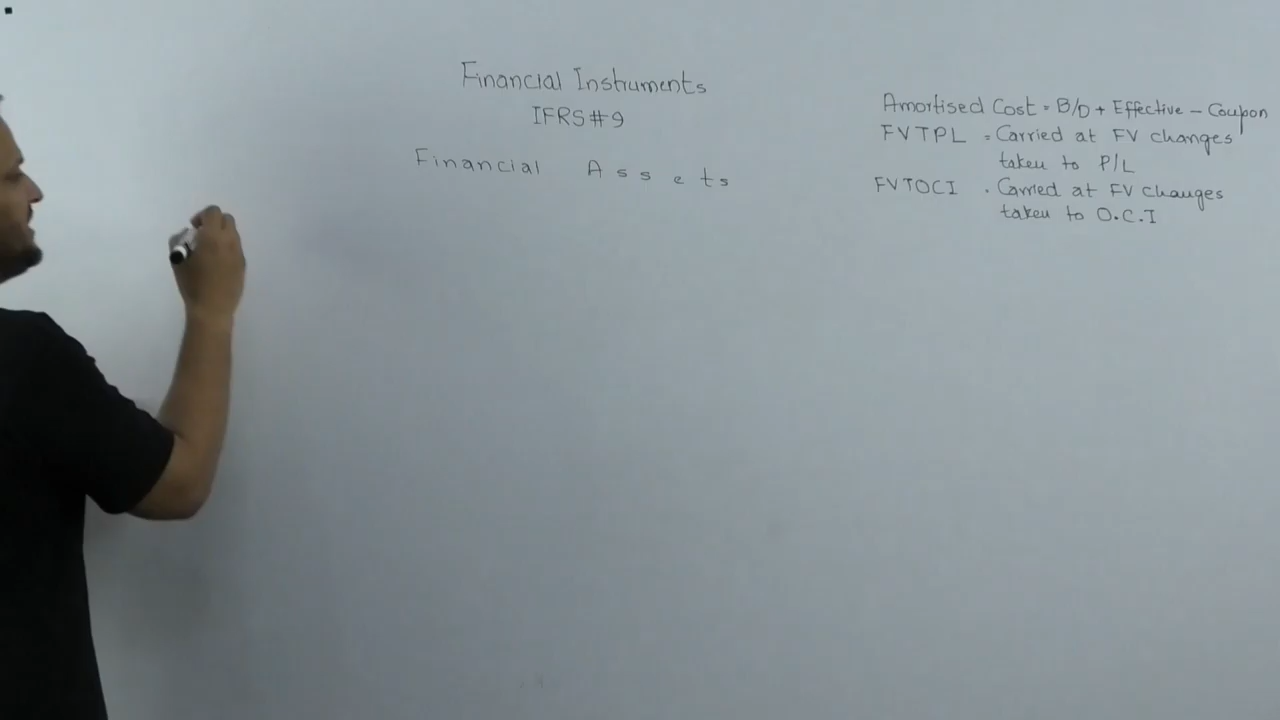 Financial Instruments
IFRS#9
Financial Assets
Amortised Cost = B/D + Effective - Coupon
FVTPL = Carried at FV changes
taken to P/L
FVTOCI = Carried at FV changes
taken to O.C.I